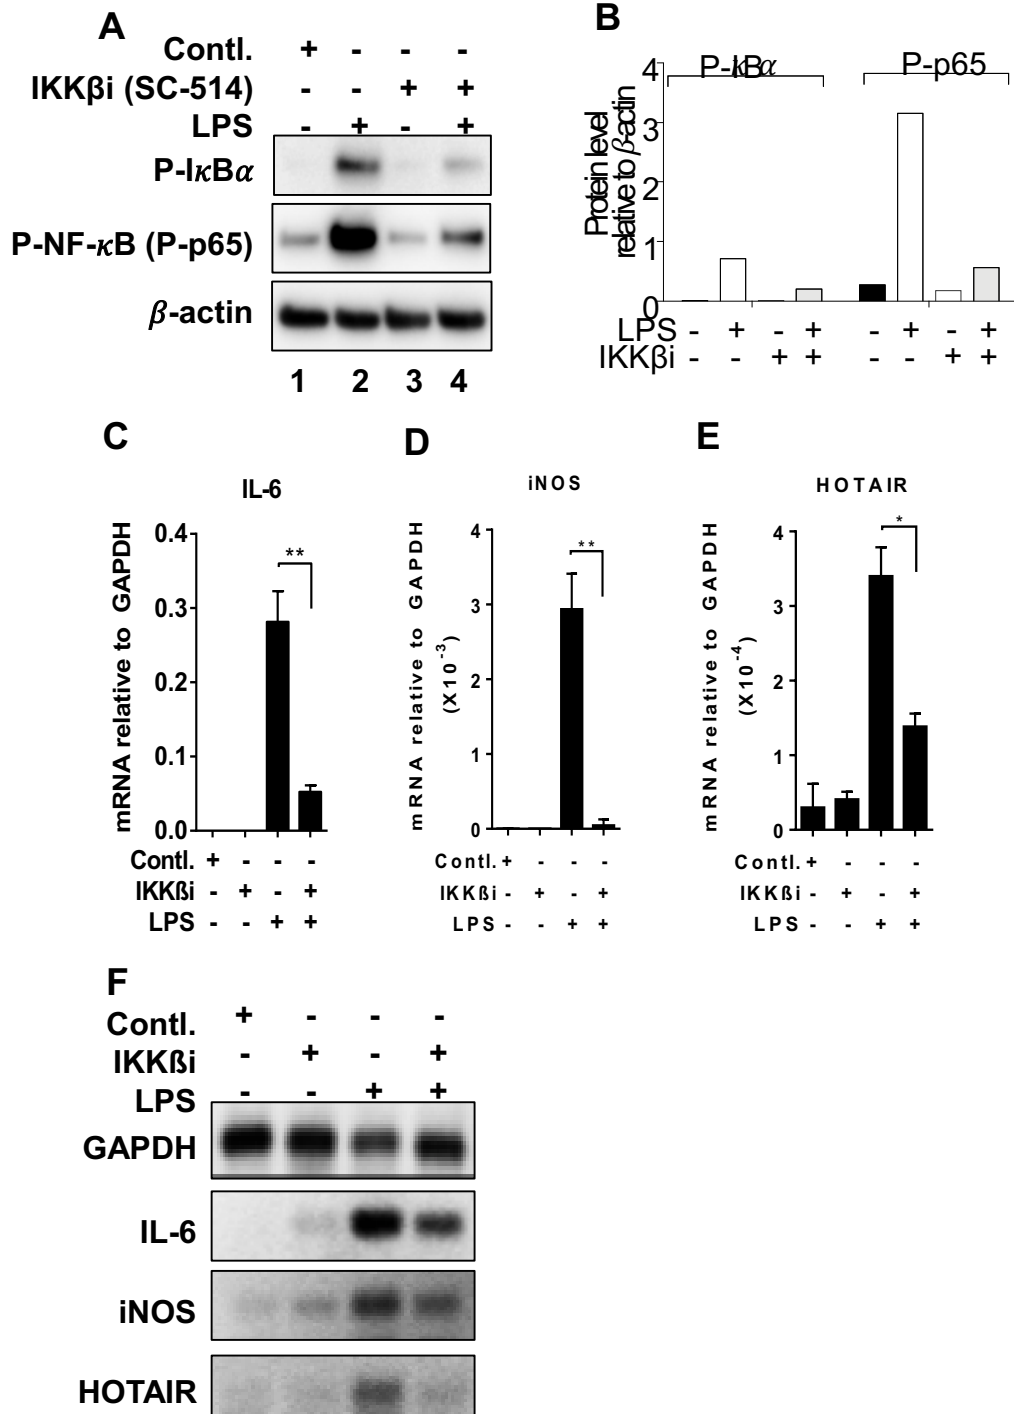 A
Contl. + - - -
IKKβi (SC-514) - - + +
LPS - + - +
P-IκBα
P-NF-κB (P-p65)
β-actin
1 2 3 4
B
P-IκBα P-p65
Protein level
relative to β-actin
4
3
2
1
0
LPS - + - + - + - +
IKKβi - - + + - - + +
C
IL-6
mRNA relative to GAPDH
0.4
0.3
0.2
0.1
0.0
**
Contl. + - - -
IKKßi - + - +
LPS - - + +
D
iNOS
mRNA relative to GAPDH
(X10-3)
4
3
2
1
0
**
Contl. + - - -
IKKßi - + - +
LPS - - + +
E
HOTAIR
mRNA relative to GAPDH
(X10-4)
4
3
2
1
0
*
Contl. + - - -
IKKßi - + - +
LPS - - + +
F
Contl. + - - -
IKKßi - + - +
LPS - - + +
GAPDH
IL-6
iNOS
HOTAIR